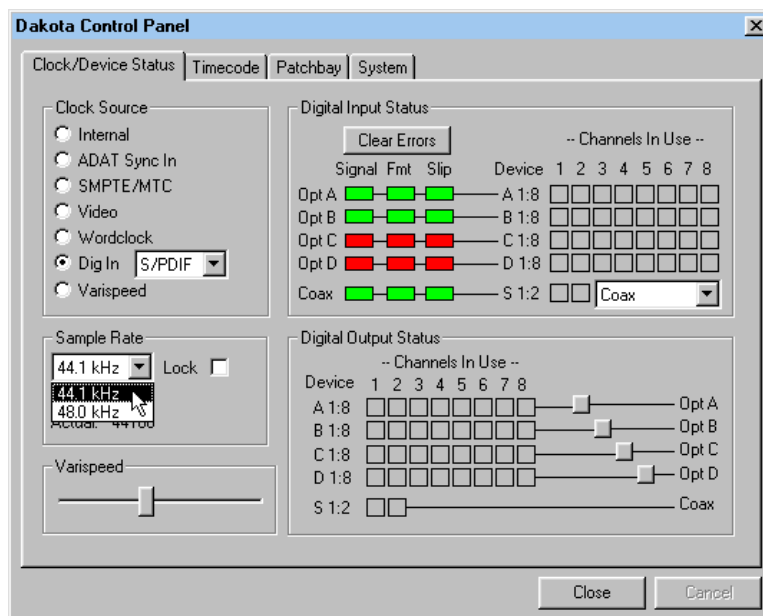 Dakota Control Panel
Clock/Device Status Timecode Patchbay System
Clock Source
Internal
ADAT Sync In
SMPTE/MTC
Video
Wordclock
Dig In S/PDIF
Varispeed
Sample Rate
44.1 kHz Lock
44.1 kHz
48.0 kHz
Varispeed
Digital Input Status
Clear Errors -- Channels In Use --
Signal Fmt Slip Device 1 2 3 4 5 6 7 8
Opt A A 1:8
Opt B B 1:8
Opt C C 1:8
Opt D D 1:8
Coax S 1:2 Coax
Digital Output Status
-- Channels In Use --
Device 1 2 3 4 5 6 7 8
A 1:8 Opt A
B 1:8 Opt B
C 1:8 Opt C
D 1:8 Opt D
S 1:2 Coax
Close Cancel